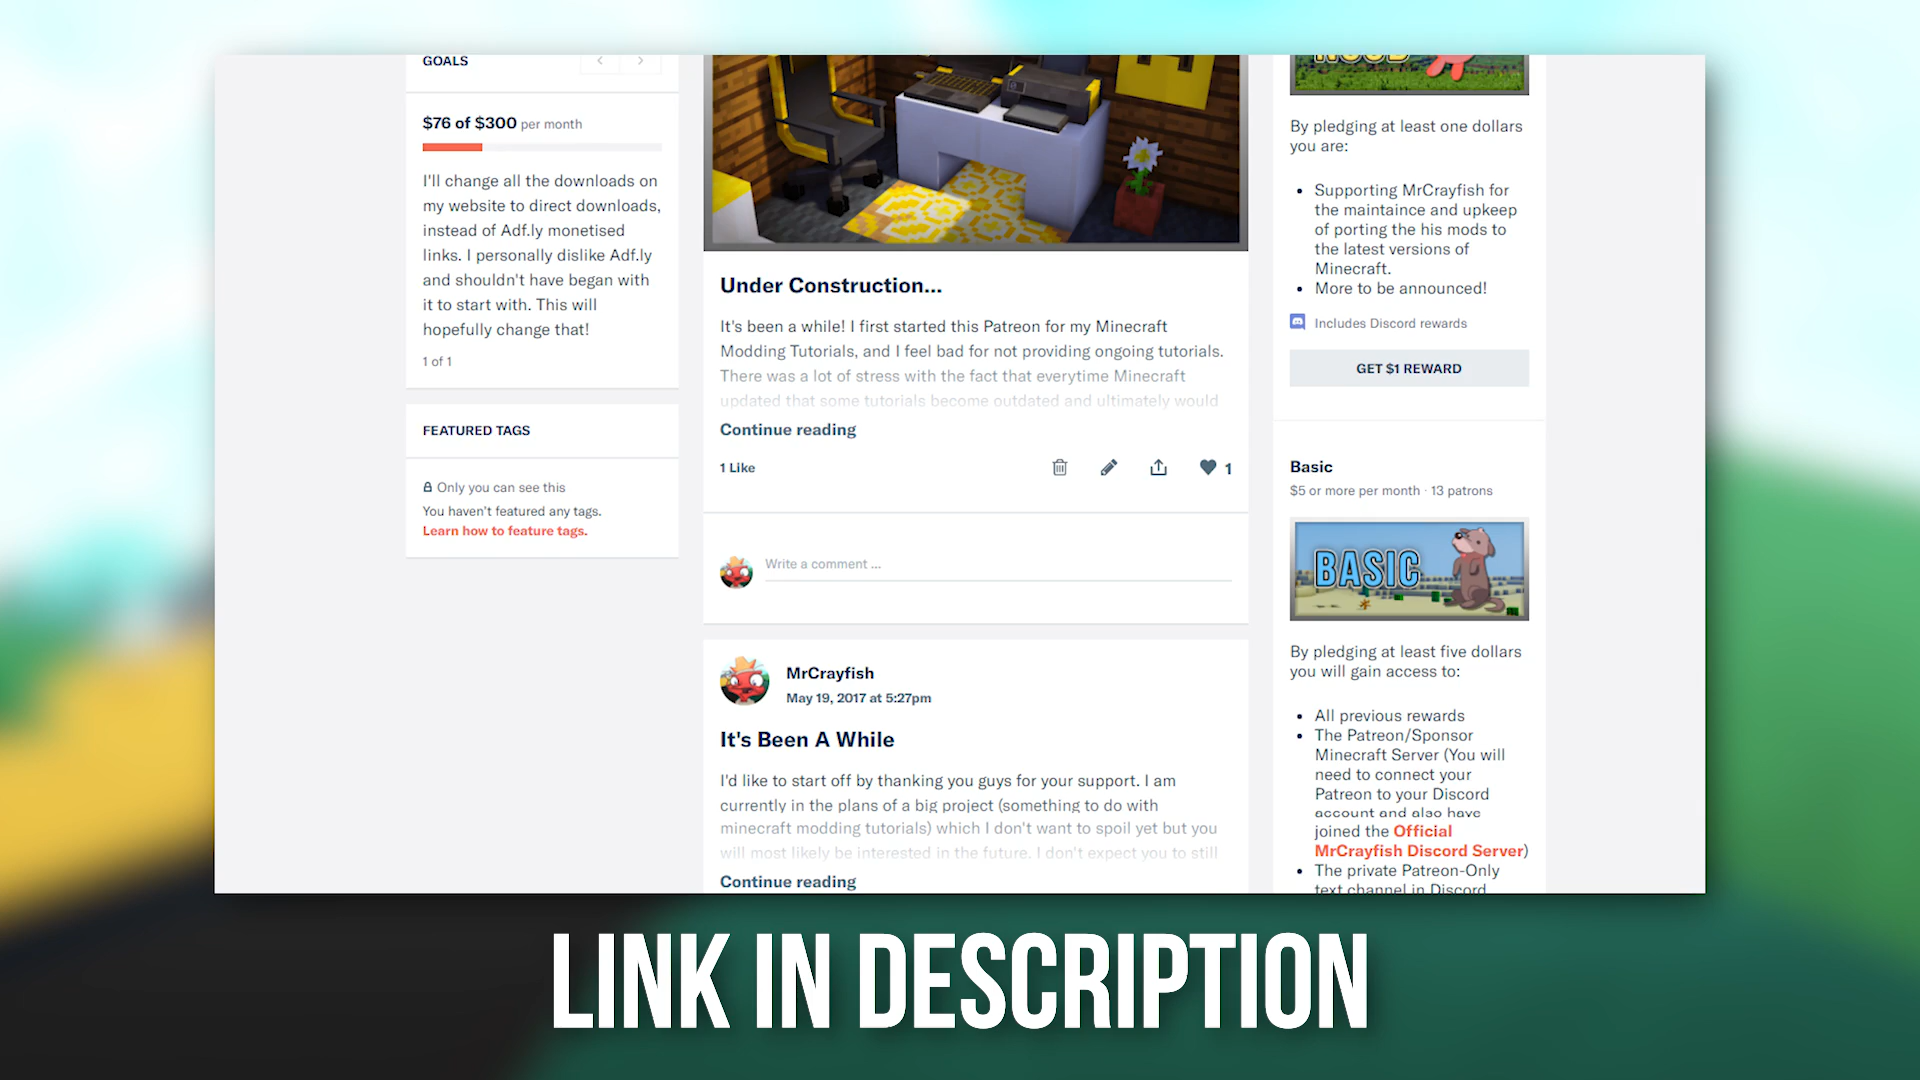 GOALS
$76 of $300 per month
I'll change all the downloads on
my website to direct downloads,
instead of Adf.ly monetised
links. I personally dislike Adf.ly
and shouldn't have began with
it to start with. This will
hopefully change that!
1 of 1
FEATURED TAGS
Only you can see this
You haven't featured any tags.
Learn how to feature tags.
Under Construction...
It's been a while! I first started this Patreon for my Minecraft
Modding Tutorials, and I feel bad for not providing ongoing tutorials.
There was a lot of stress with the fact that everytime Minecraft
updated that some tutorials become outdated and ultimately would
Continue reading
1 Like
1
Write a comment ...
MrCrayfish
May 19, 2017 at 5:27pm
It's Been A While
I'd like to start off by thanking you guys for your support. I am
currently in the plans of a big project (something to do with
minecraft modding tutorials) which I don't want to spoil yet but you
will most likely be interested in the future. I don't expect you to still
Continue reading
NOOB
By pledging at least one dollars
you are:
• Supporting MrCrayfish for
the maintaince and upkeep
of porting the his mods to
the latest versions of
Minecraft.
• More to be announced!
Includes Discord rewards
GET $1 REWARD
Basic
$5 or more per month · 13 patrons
BASIC
By pledging at least five dollars
you will gain access to:
• All previous rewards
• The Patreon/Sponsor
Minecraft Server (You will
need to connect your
Patreon to your Discord
account and also have
joined the Official
MrCrayfish Discord Server)
• The private Patreon-Only
text channel in Discord
LINK IN DESCRIPTION